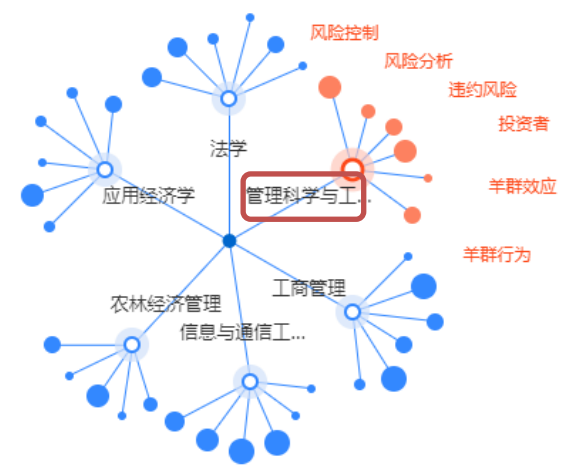 风险控制
风险分析
违约风险
投资者
法学
应用经济学
管理科学与工...
羊群效应
羊群行为
工商管理
农林经济管理
信息与通信工...